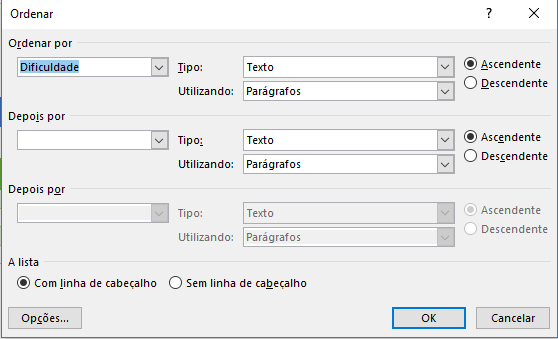 Ordenar ?
Ordenar por
Dificuldade Tipo: Texto Ascendente
Utilizando: Parágrafos Descendente
Depois por
Tipo: Texto Ascendente
Utilizando: Parágrafos Descendente
Depois por
Tipo: Texto Ascendente
Utilizando: Parágrafos Descendente
A lista
Com linha de cabeçalho Sem linha de cabeçalho
Opções... OK Cancelar